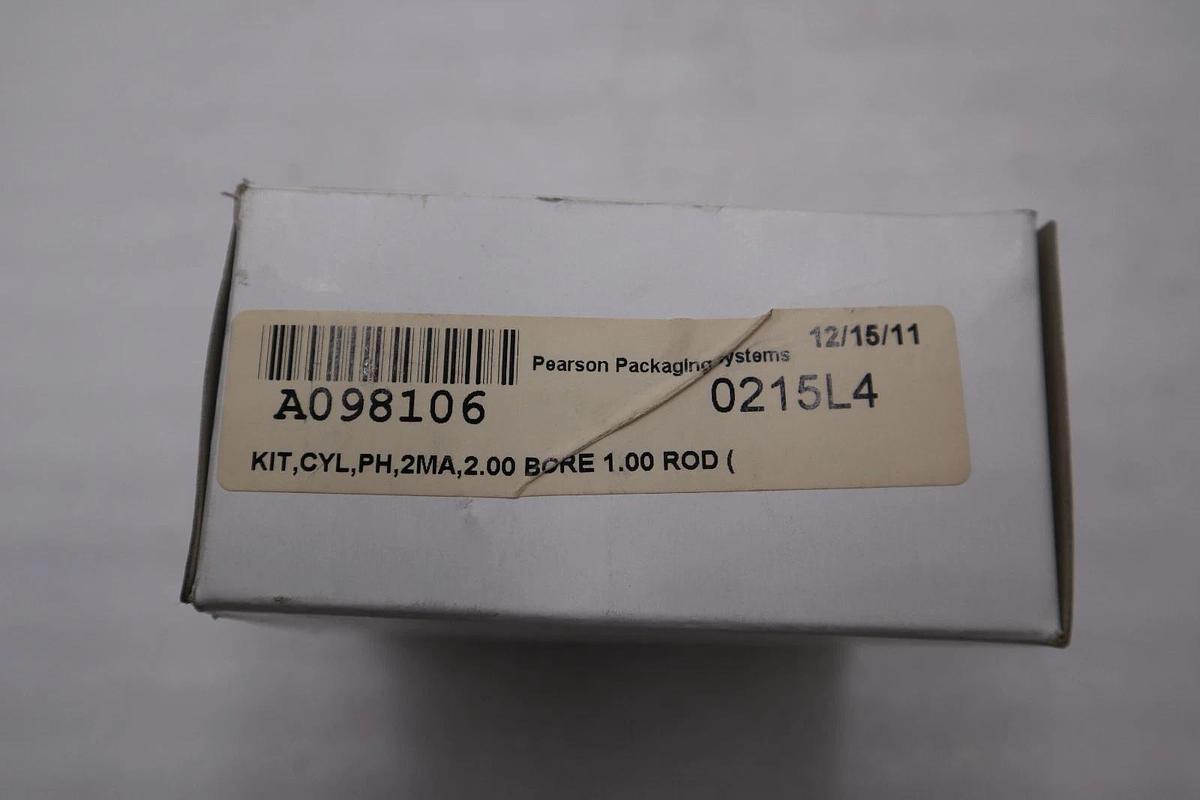 Pearson Packaging Systems 12/15/11
A098106 0215L4
KIT,CYL,PH,2MA,2.00 BORE 1.00 ROD (